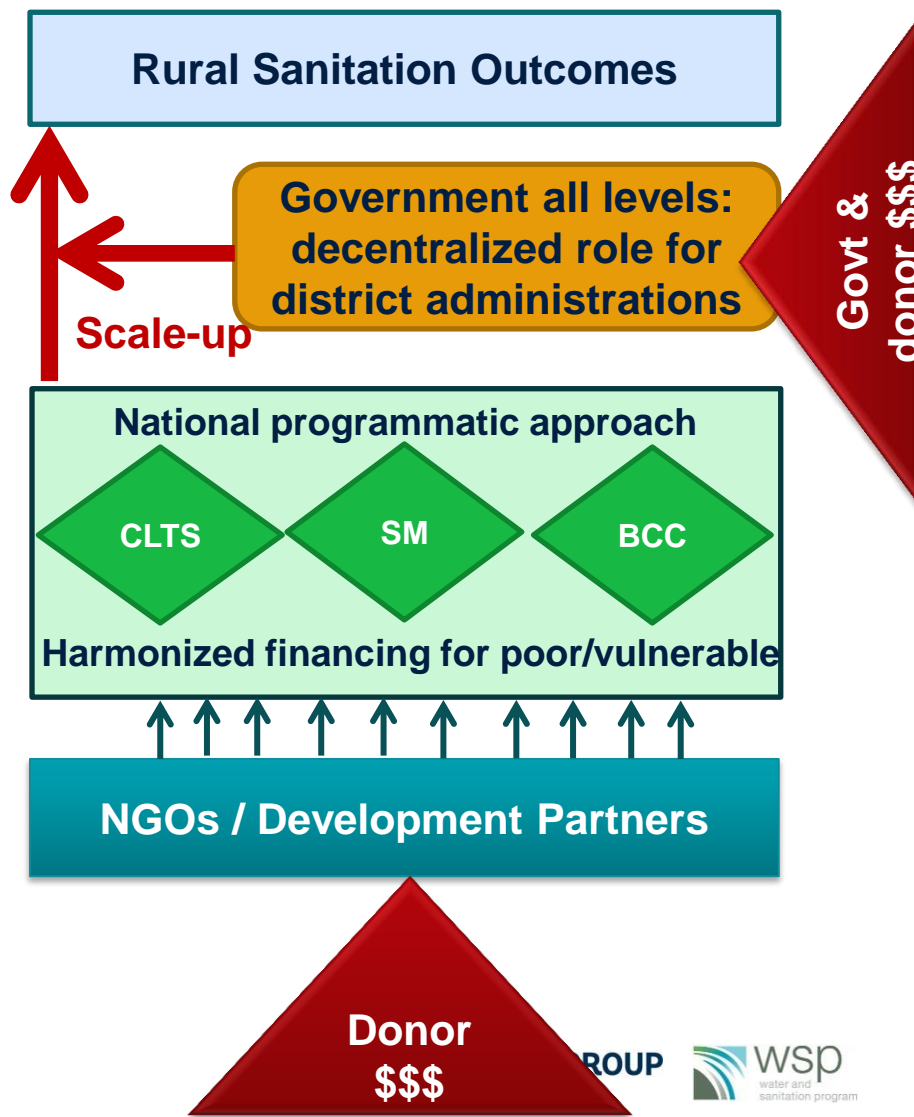 Rural Sanitation Outcomes
Government all levels:
decentralized role for
district administrations
Govt &
donor $$$
Scale-up
National programmatic approach
CLTS
SM
BCC
Harmonized financing for poor/vulnerable
NGOs / Development Partners
Donor
$$$
ROUP
wsp
water and
sanitation program